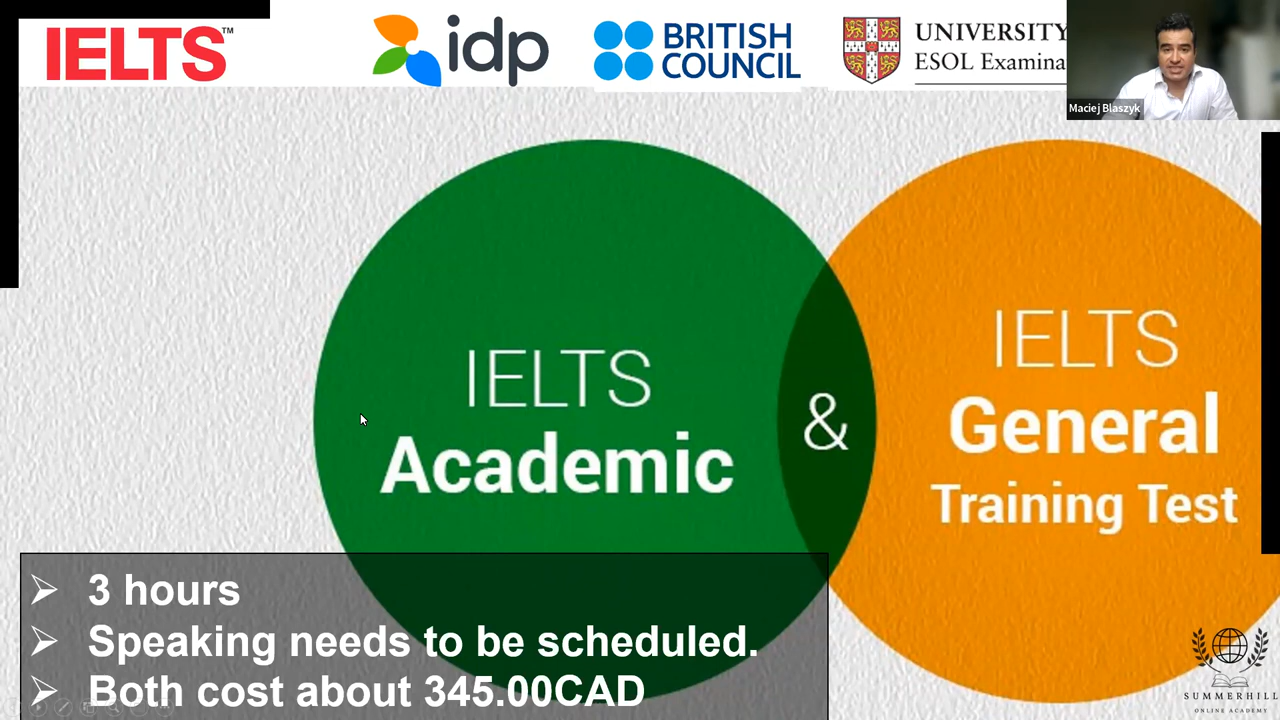 IELTS™
idp
BRITISH
COUNCIL
UNIVERSITY
ESOL Examina
Maciej Blaszyk
IELTS
Academic
&
IELTS
General
Training Test
➢ 3 hours
➢ Speaking needs to be scheduled.
➢ Both cost about 345.00CAD
SUMMERHILL
ONLINE ACADEMY